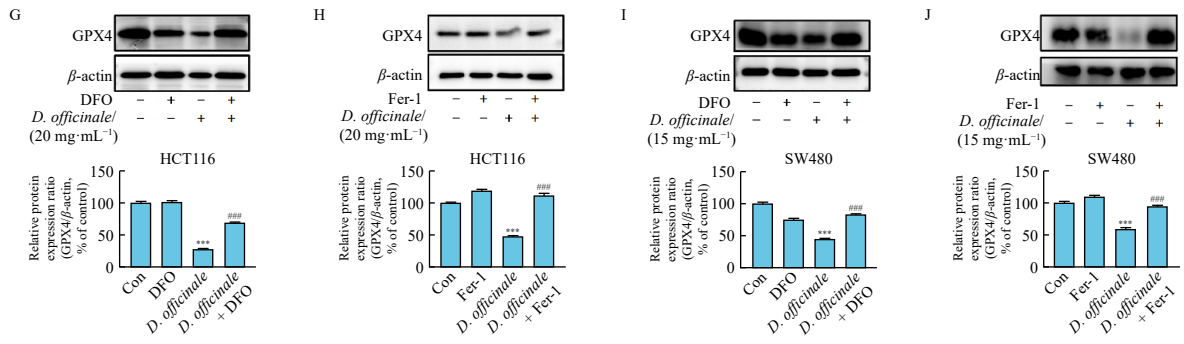 G
GPX4
β-actin
DFO − + − +
D. officinale/ − − + +
(20 mg·mL⁻¹)
HCT116
Relative protein
expression ratio
(GPX4/β-actin,
% of control)
150
100
50
0
***
###
Con
DFO
D. officinale
D. officinale
+ DFO
H
GPX4
β-actin
Fer-1 − + − +
D. officinale/ − − + +
(20 mg·mL⁻¹)
HCT116
Relative protein
expression ratio
(GPX4/β-actin,
% of control)
150
100
50
0
***
###
Con
Fer-1
D. officinale
D. officinale
+ Fer-1
I
GPX4
β-actin
DFO − + − +
D. officinale/ − − + +
(15 mg·mL⁻¹)
SW480
Relative protein
expression ratio
(GPX4/β-actin,
% of control)
150
100
50
0
***
###
Con
DFO
D. officinale
D. officinale
+ DFO
J
GPX4
β-actin
Fer-1 − + − +
D. officinale/ − − + +
(15 mg·mL⁻¹)
SW480
Relative protein
expression ratio
(GPX4/β-actin,
% of control)
150
100
50
0
***
###
Con
Fer-1
D. officinale
D. officinale
+ Fer-1